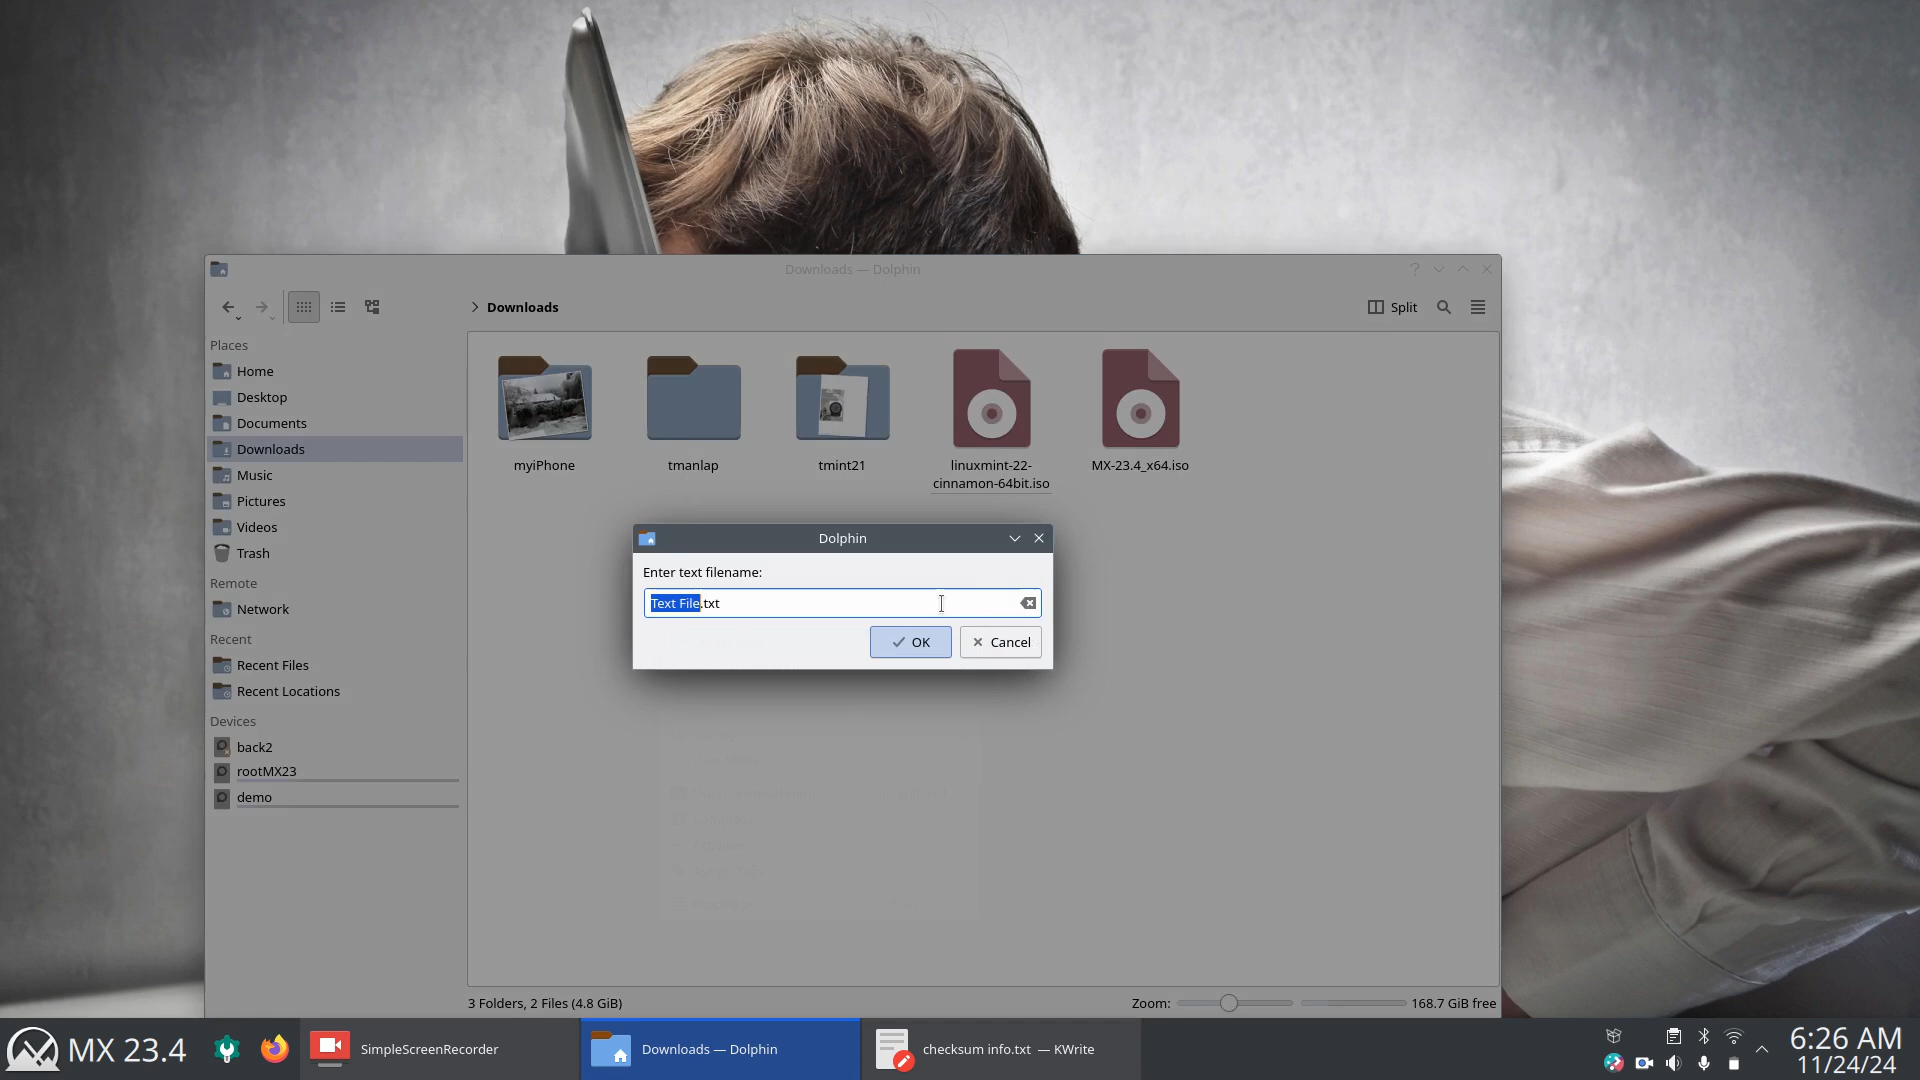 Downloads — Dolphin
Downloads
Split
Places
Home
Desktop
Documents
Downloads
Music
Pictures
Videos
Trash
Remote
Network
Recent
Recent Files
Recent Locations
Devices
back2
rootMX23
demo
myiPhone
tmanlap
tmint21
linuxmint-22-
cinnamon-64bit.iso
MX-23.4_x64.iso
Dolphin
Enter text filename:
Text File.txt
OK
Cancel
3 Folders, 2 Files (4.8 GiB)
Zoom:
168.7 GiB free
MX 23.4
SimpleScreenRecorder
Downloads — Dolphin
checksum info.txt — KWrite
6:26 AM
11/24/24